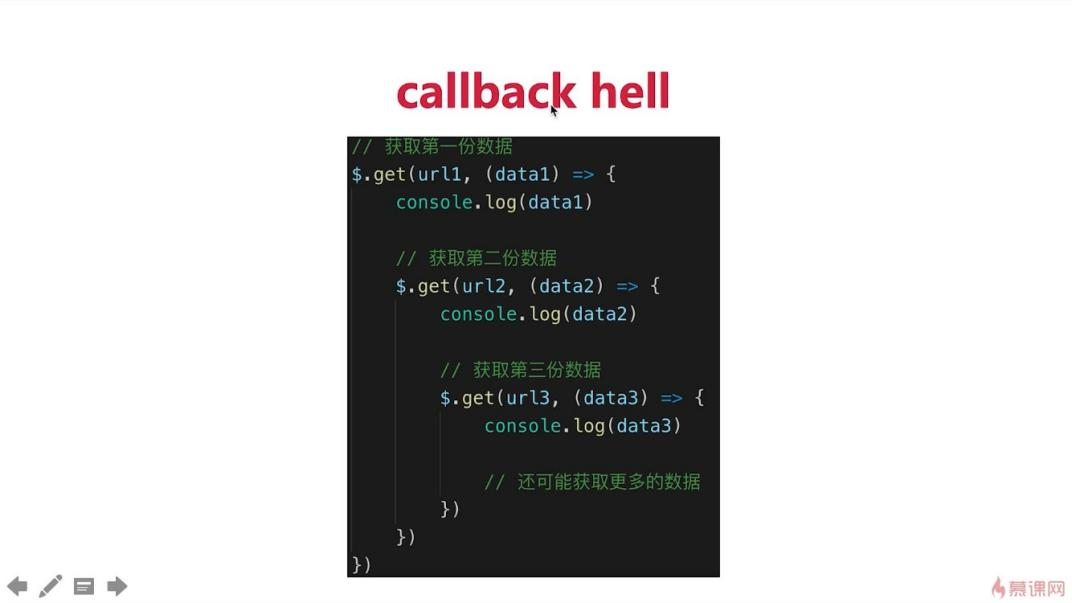 callback hell
// 获取第一份数据
$.get(url1, (data1) => {
    console.log(data1)
    // 获取第二份数据
    $.get(url2, (data2) => {
        console.log(data2)
        // 获取第三份数据
        $.get(url3, (data3) => {
            console.log(data3)
            // 还可能获取更多的数据
        })
    })
})
慕课网